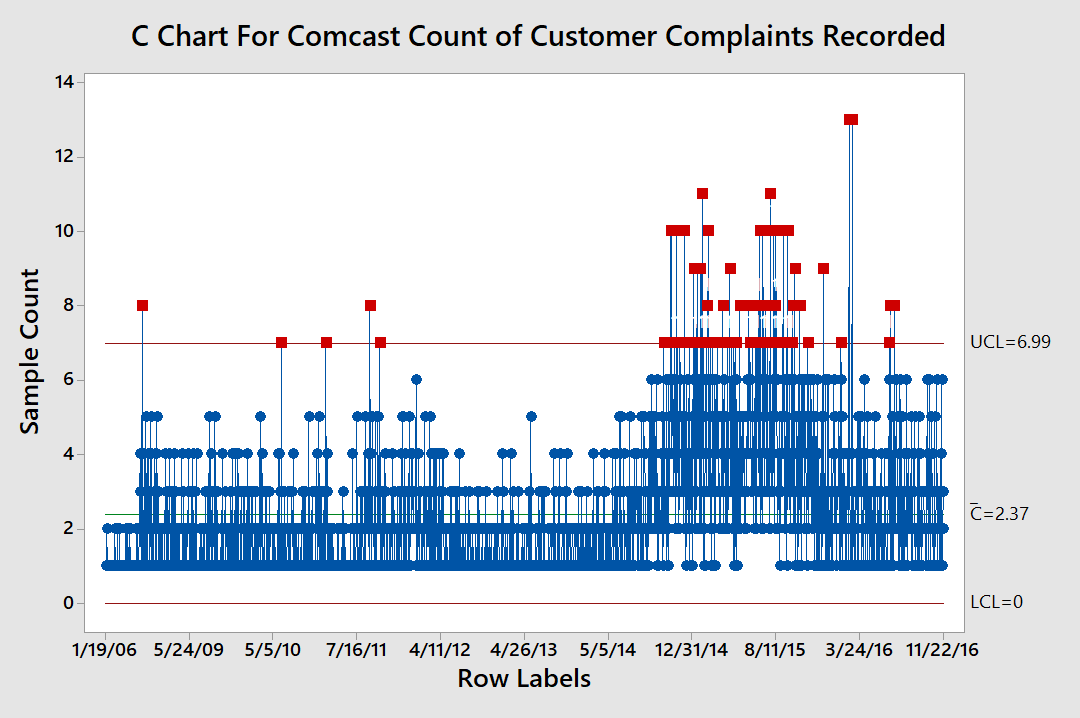 C Chart For Comcast Count of Customer Complaints Recorded
14
12
10
8
6
4
2
0
Sample Count
UCL=6.99
C̅=2.37
LCL=0
1/19/06 5/24/09 5/5/10 7/16/11 4/11/12 4/26/13 5/5/14 12/31/14 8/11/15 3/24/16 11/22/16
Row Labels